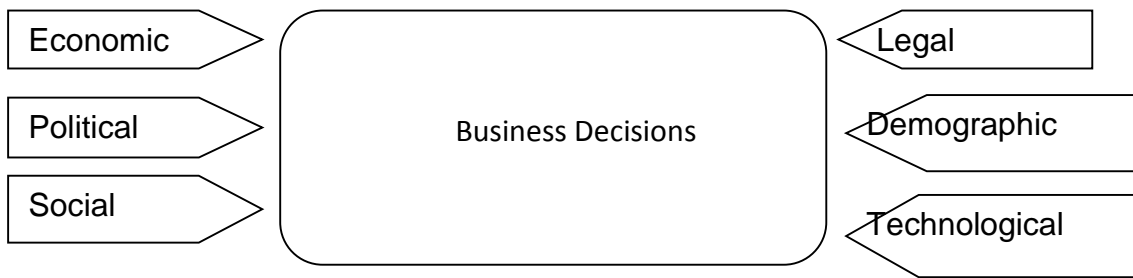 Economic
Political
Social
Business Decisions
Legal
Demographic
Technological